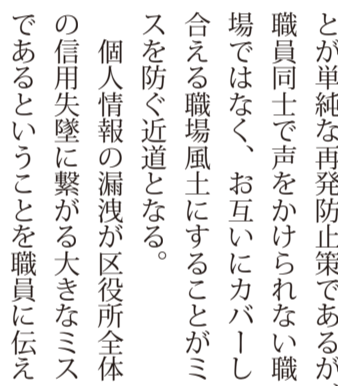 とが単純な再発防止策であるが、
職員同士で声をかけられない職
場ではなく、お互いにカバーし
合える職場風土にすることがミ
スを防ぐ近道となる。
個人情報の漏洩が区役所全体
の信用失墜に繋がる大きなミス
であるということを職員に伝え